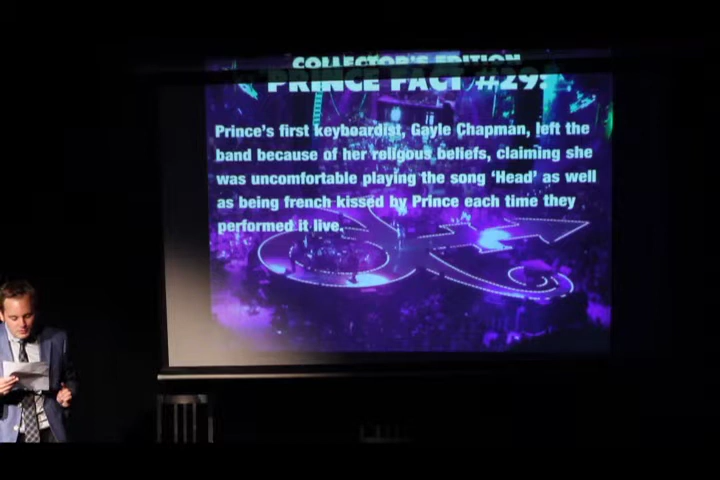 COLLECTOR'S EDITION
PRINCE FACT #29:
Prince's first keyboardist, Gayle Chapman, left the
band because of her religous beliefs, claiming she
was uncomfortable playing the song 'Head' as well
as being french kissed by Prince each time they
performed it live.